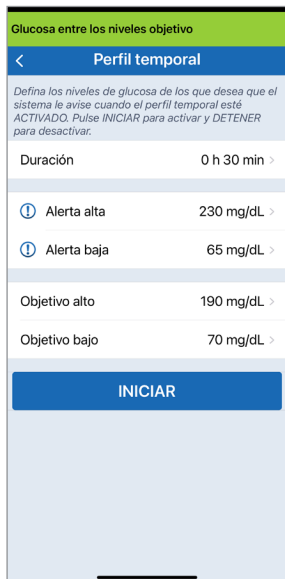 Glucosa entre los niveles objetivo
Perfil temporal
Defina los niveles de glucosa de los que desea que el
sistema le avise cuando el perfil temporal esté
ACTIVADO. Pulse INICIAR para activar y DETENER
para desactivar.
Duración 0 h 30 min
Alerta alta 230 mg/dL
Alerta baja 65 mg/dL
Objetivo alto 190 mg/dL
Objetivo bajo 70 mg/dL
INICIAR